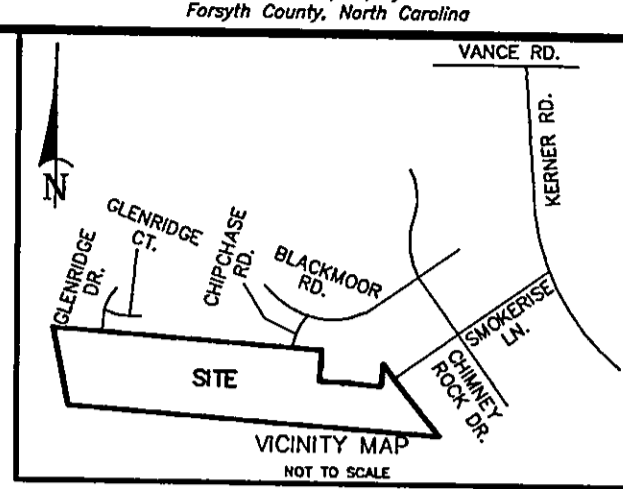 Forsyth County, North Carolina
VANCE RD.
KERNER RD.
N
GLENRIDGE DR.
GLENRIDGE
CT.
CHIPCHASE
RD.
BLACKMOOR
RD.
SMOKERISE
LN.
CHIMNEY
ROCK DR.
SITE
VICINITY MAP
NOT TO SCALE